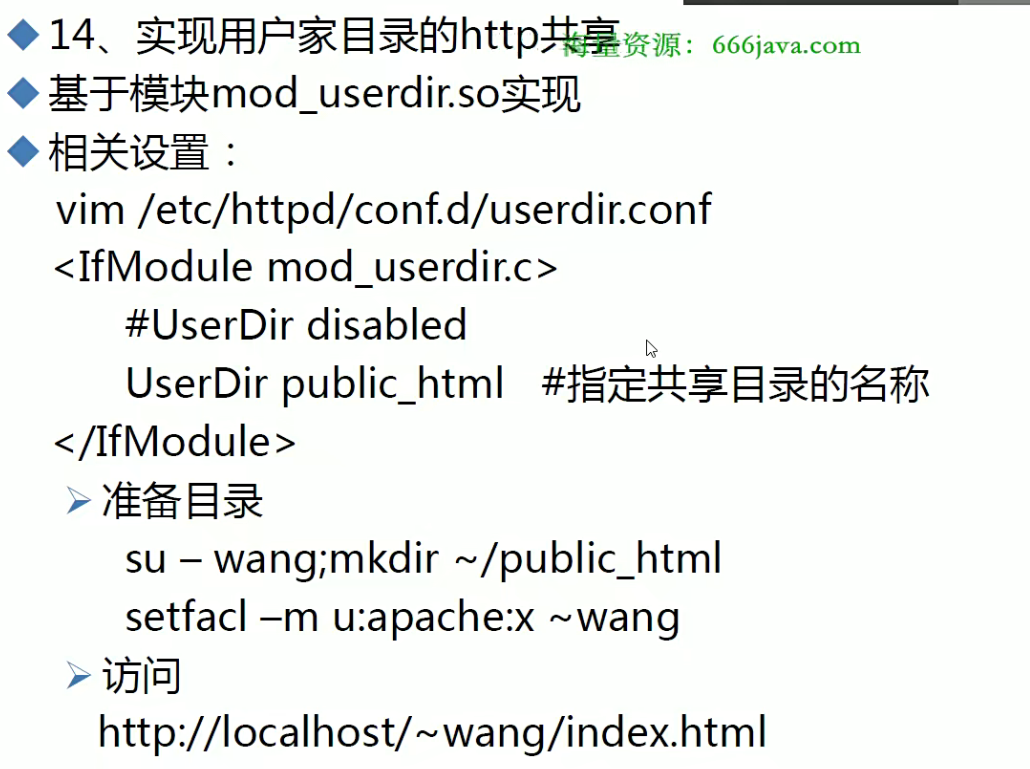 14、实现用户家目录的http共享
海量资源：666java.com
基于模块mod_userdir.so实现
相关设置：
vim /etc/httpd/conf.d/userdir.conf
<IfModule mod_userdir.c>
#UserDir disabled
UserDir public_html #指定共享目录的名称
</IfModule>
准备目录
su – wang;mkdir ~/public_html
setfacl –m u:apache:x ~wang
访问
http://localhost/~wang/index.html